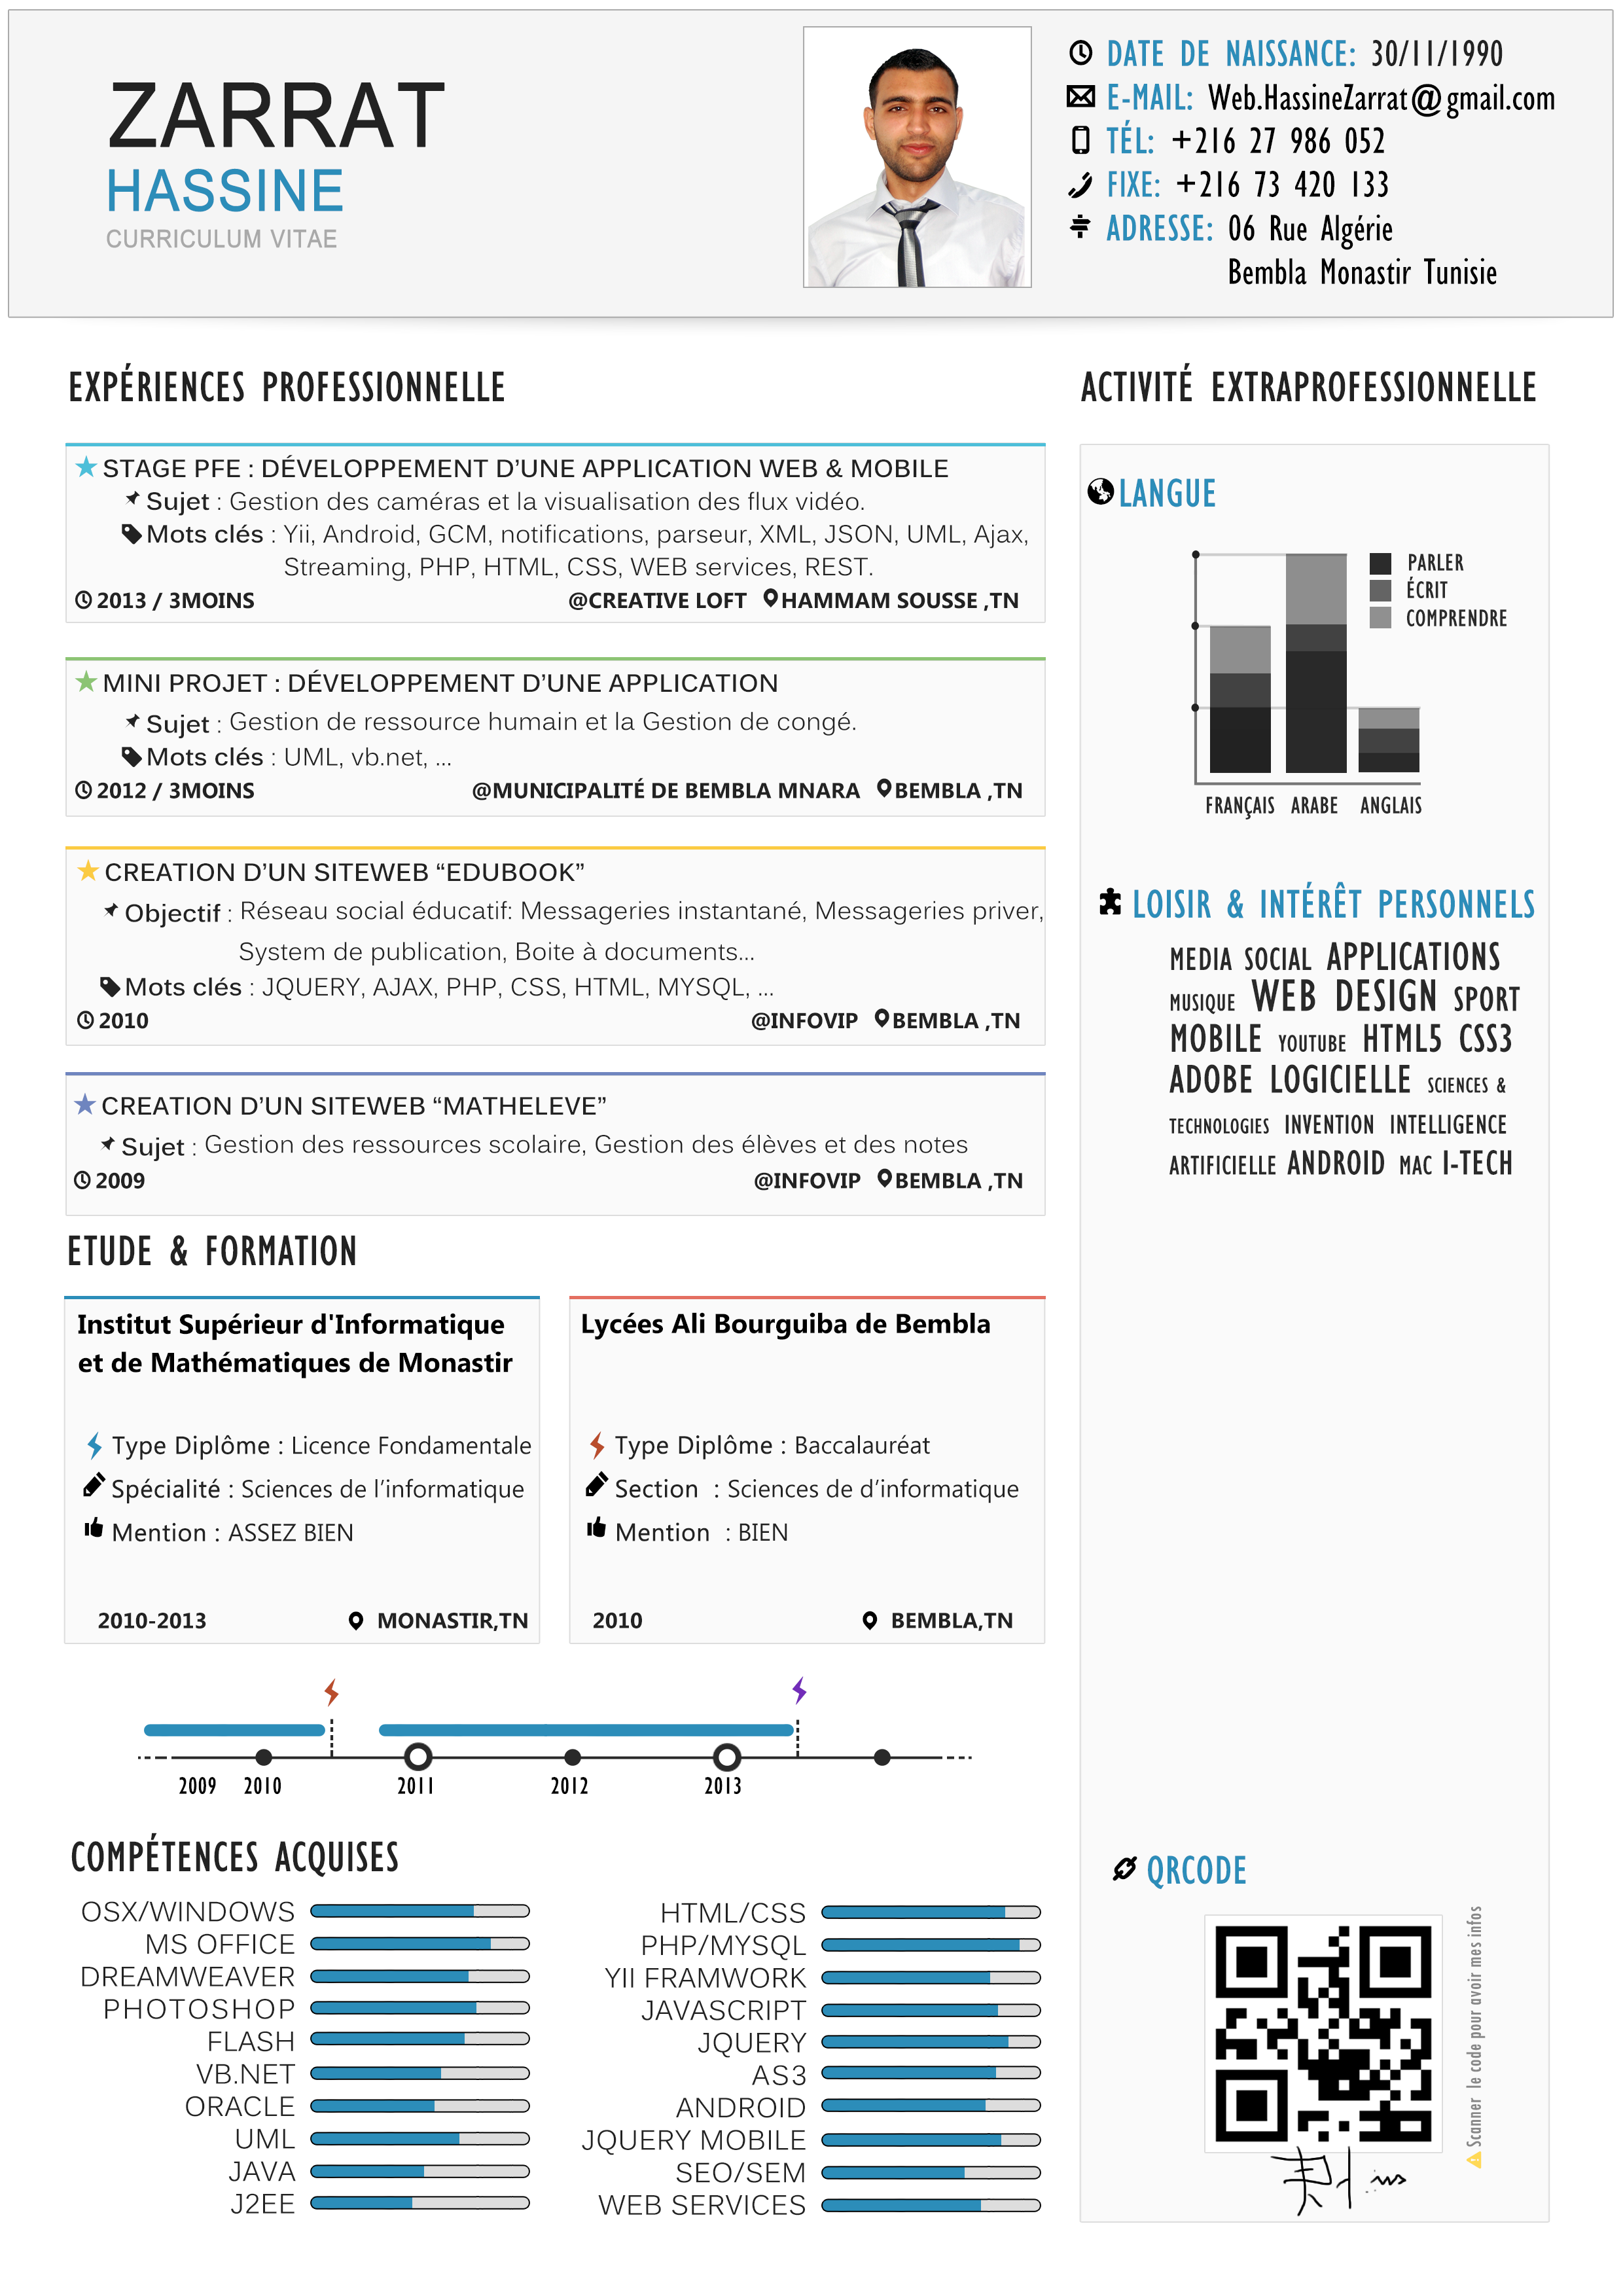 ZARRAT
HASSINE
CURRICULUM VITAE
DATE DE NAISSANCE: 30/11/1990
E-MAIL: Web.HassineZarrat@gmail.com
TÉL: +216 27 986 052
FIXE: +216 73 420 133
ADRESSE: 06 Rue Algérie
Bembla Monastir Tunisie
EXPÉRIENCES PROFESSIONNELLE
STAGE PFE : DÉVELOPPEMENT D’UNE APPLICATION WEB & MOBILE
Sujet : Gestion des caméras et la visualisation des flux vidéo.
Mots clés : Yii, Android, GCM, notifications, parseur, XML, JSON, UML, Ajax,
Streaming, PHP, HTML, CSS, WEB services, REST.
2013 / 3MOINS @CREATIVE LOFT HAMMAM SOUSSE ,TN
MINI PROJET : DÉVELOPPEMENT D’UNE APPLICATION
Sujet : Gestion de ressource humain et la Gestion de congé.
Mots clés : UML, vb.net, ...
2012 / 3MOINS @MUNICIPALITÉ DE BEMBLA MNARA BEMBLA ,TN
CREATION D’UN SITEWEB “EDUBOOK”
Objectif : Réseau social éducatif: Messageries instantané, Messageries priver,
System de publication, Boite à documents...
Mots clés : JQUERY, AJAX, PHP, CSS, HTML, MYSQL, ...
2010 @INFOVIP BEMBLA ,TN
CREATION D’UN SITEWEB “MATHELEVE”
Sujet : Gestion des ressources scolaire, Gestion des élèves et des notes
2009 @INFOVIP BEMBLA ,TN
ETUDE & FORMATION
Institut Supérieur d'Informatique
et de Mathématiques de Monastir
Type Diplôme : Licence Fondamentale
Spécialité : Sciences de l’informatique
Mention : ASSEZ BIEN
2010-2013 MONASTIR,TN
Lycées Ali Bourguiba de Bembla
Type Diplôme : Baccalauréat
Section : Sciences de d’informatique
Mention : BIEN
2010 BEMBLA,TN
2009 2010 2011 2012 2013
COMPÉTENCES ACQUISES
OSX/WINDOWS
MS OFFICE
DREAMWEAVER
PHOTOSHOP
FLASH
VB.NET
ORACLE
UML
JAVA
J2EE
HTML/CSS
PHP/MYSQL
YII FRAMWORK
JAVASCRIPT
JQUERY
AS3
ANDROID
JQUERY MOBILE
SEO/SEM
WEB SERVICES
ACTIVITÉ EXTRAPROFESSIONNELLE
LANGUE
PARLER
ÉCRIT
COMPRENDRE
FRANÇAIS ARABE ANGLAIS
LOISIR & INTÉRÊT PERSONNELS
MEDIA SOCIAL APPLICATIONS
MUSIQUE WEB DESIGN SPORT
MOBILE YOUTUBE HTML5 CSS3
ADOBE LOGICIELLE SCIENCES &
TECHNOLOGIES INVENTION INTELLIGENCE
ARTIFICIELLE ANDROID MAC I-TECH
QRCODE
Scanner le code pour avoir mes infos